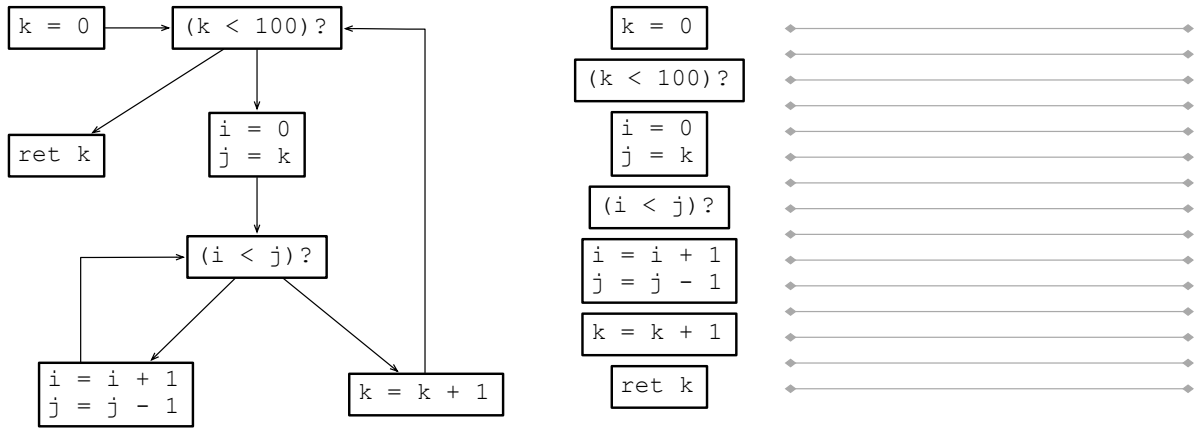 k = 0
(k < 100)?
ret k
i = 0
j = k
(i < j)?
i = i + 1
j = j - 1
k = k + 1
k = 0
(k < 100)?
i = 0
j = k
(i < j)?
i = i + 1
j = j - 1
k = k + 1
ret k